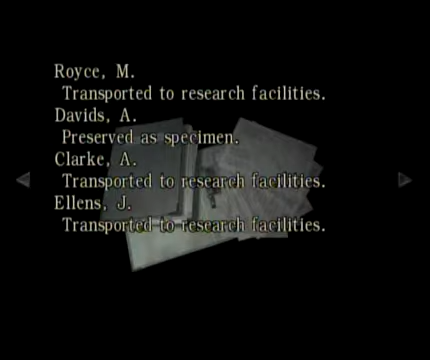 Royce, M.
Transported to research facilities.
Davids, A.
Preserved as specimen.
Clarke, A.
Transported to research facilities.
Ellens, J.
Transported to research facilities.